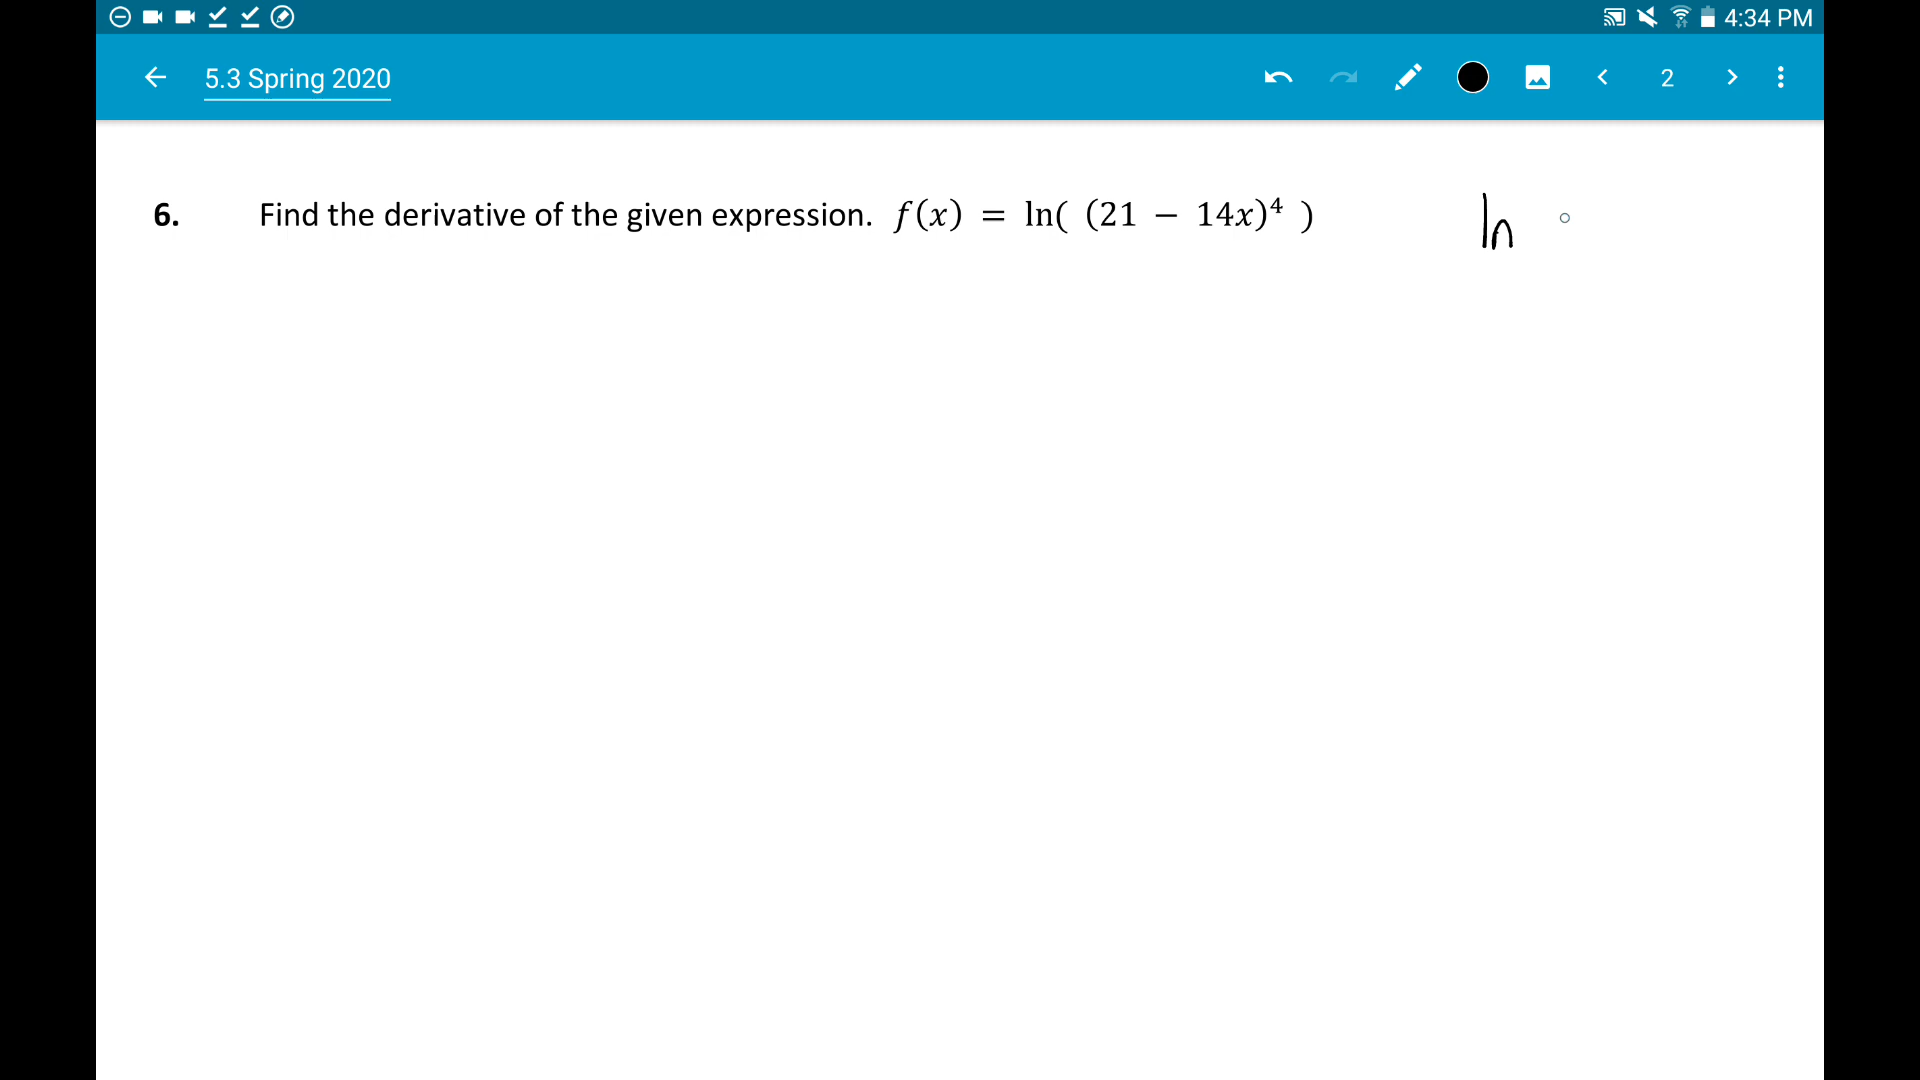 4:34 PM
5.3 Spring 2020
2
6. Find the derivative of the given expression. f(x) = ln( (21 − 14x)⁴ ) ln